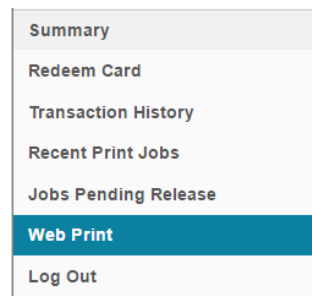 Summary
Redeem Card
Transaction History
Recent Print Jobs
Jobs Pending Release
Web Print
Log Out